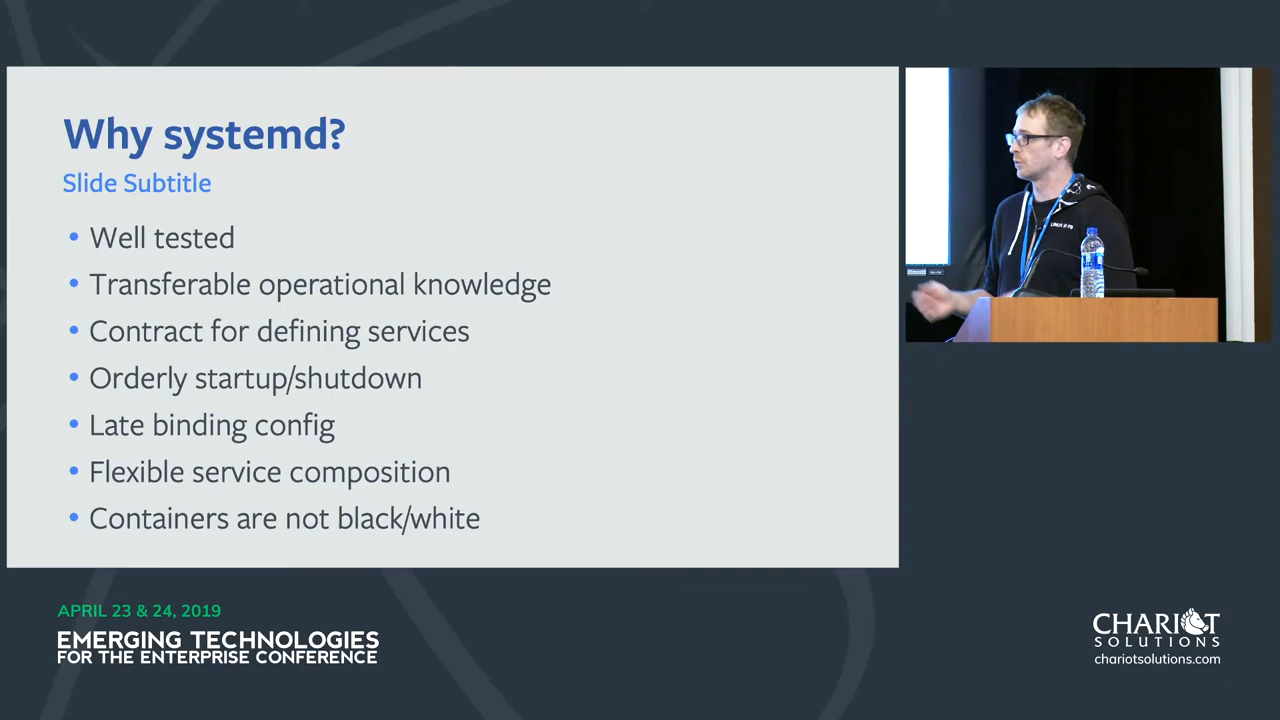 Why systemd?
Slide Subtitle
• Well tested
• Transferable operational knowledge
• Contract for defining services
• Orderly startup/shutdown
• Late binding config
• Flexible service composition
• Containers are not black/white
LINUX @ FB
APRIL 23 & 24, 2019
EMERGING TECHNOLOGIES
FOR THE ENTERPRISE CONFERENCE
CHARIOT
SOLUTIONS
chariotsolutions.com